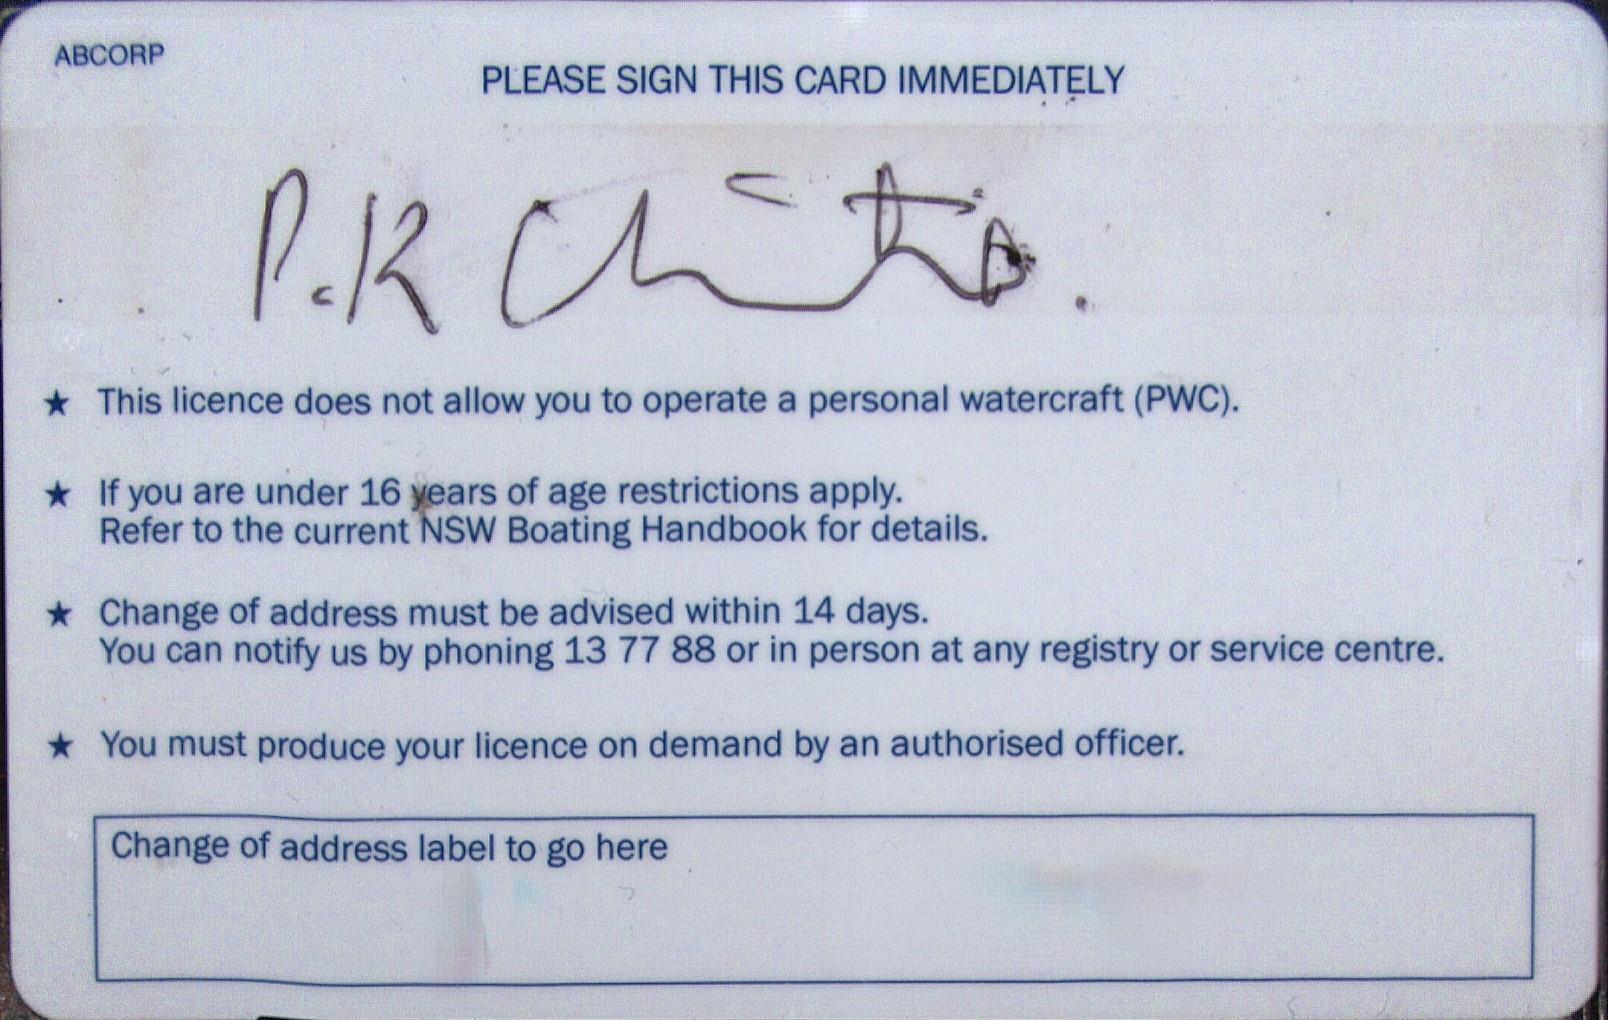 ABCORP
PLEASE SIGN THIS CARD IMMEDIATELY
P.R
★ This licence does not allow you to operate a personal watercraft (PWC).
★ If you are under 16 years of age restrictions apply.
Refer to the current NSW Boating Handbook for details.
★ Change of address must be advised within 14 days.
You can notify us by phoning 13 77 88 or in person at any registry or service centre.
★ You must produce your licence on demand by an authorised officer.
Change of address label to go here